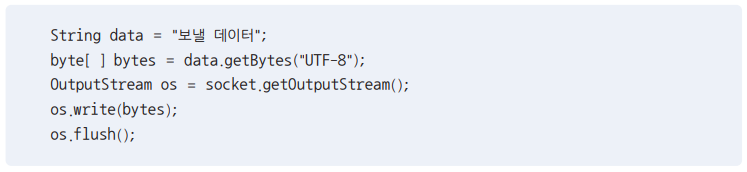 String data = "보낼 데이터";
byte[ ] bytes = data.getBytes("UTF-8");
OutputStream os = socket.getOutputStream();
os.write(bytes);
os.flush();